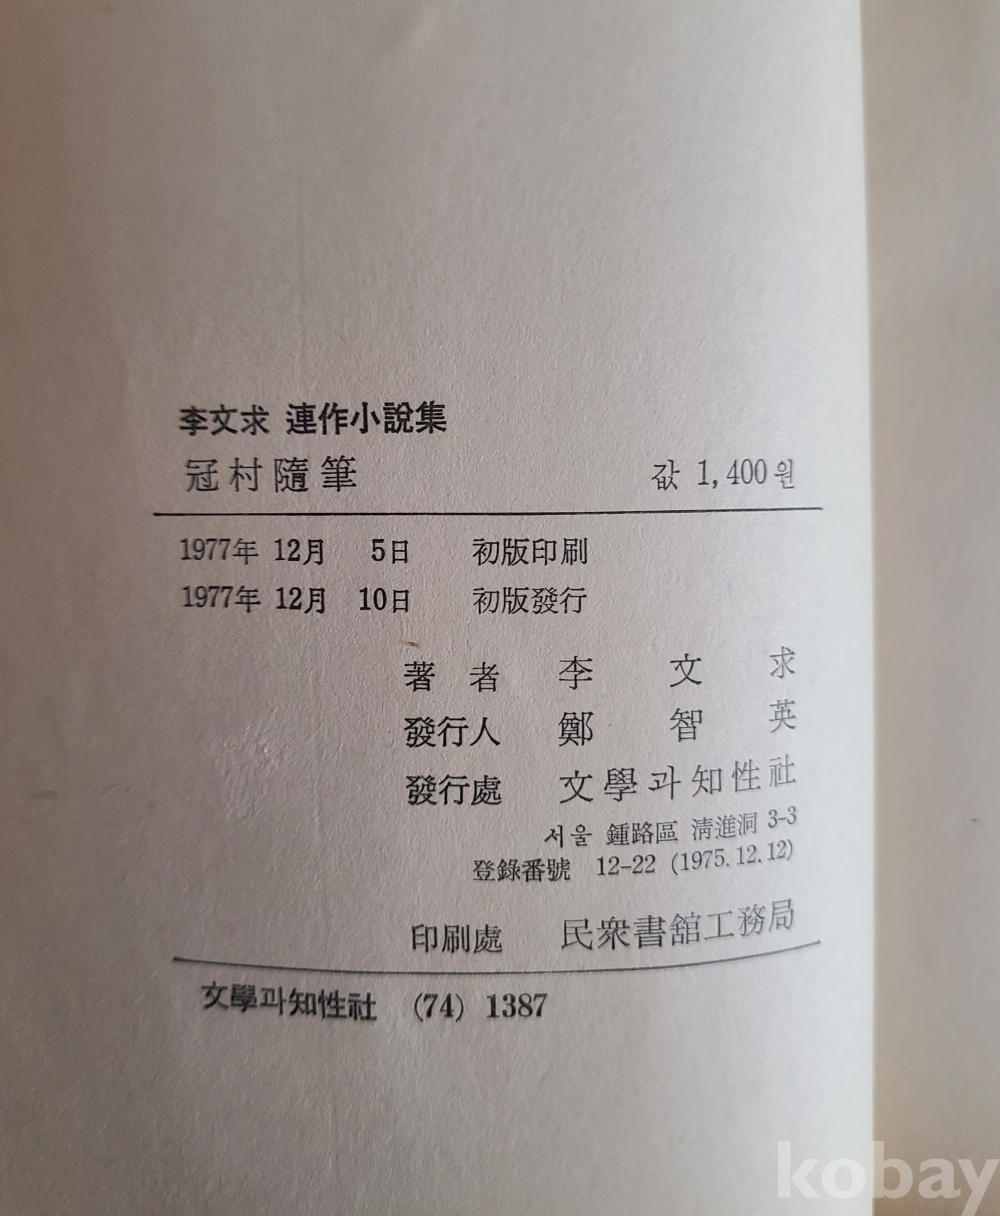 李文求 連作小說集
冠村隨筆 값 1,400원
1977年 12月 5日 初版印刷
1977年 12月 10日 初版發行
著者 李文求
發行人 鄭智英
發行處 文學과知性社
서울 鍾路區 淸進洞 3-3
登錄番號 12-22 (1975.12.12)
印刷處 民衆書舘工務局
文學과知性社 (74) 1387
kobay